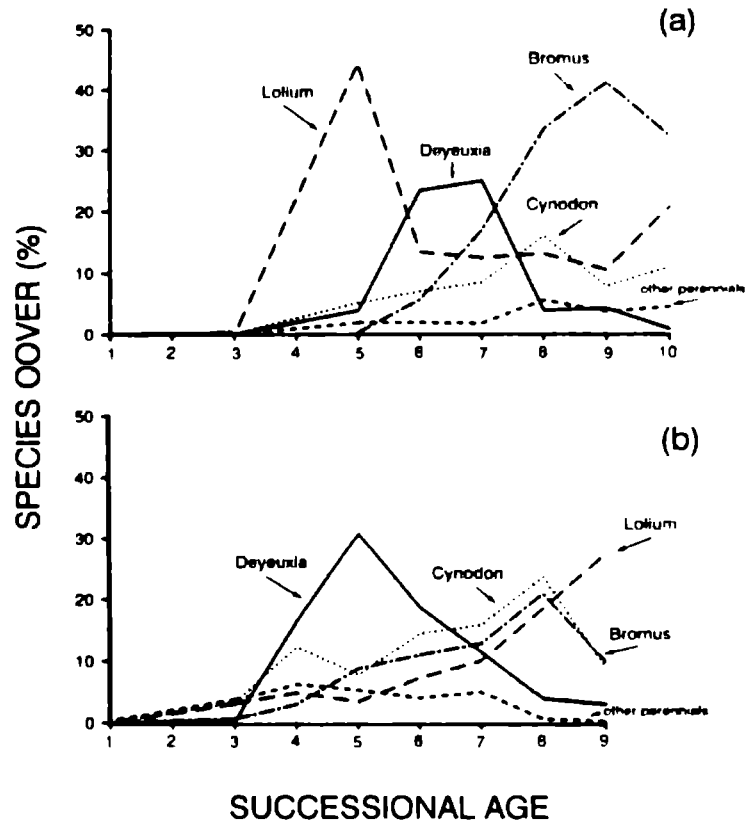 (a)
50
40
30
20
10
0
Lolium
Bromus
Deyeuxia
Cynodon
other perennials
1 2 3 4 5 6 7 8 9 10
SPECIES COVER (%)
(b)
50
40
30
20
10
0
Deyeuxia
Cynodon
Lolium
Bromus
other perennials
1 2 3 4 5 6 7 8 9
SUCCESSIONAL AGE